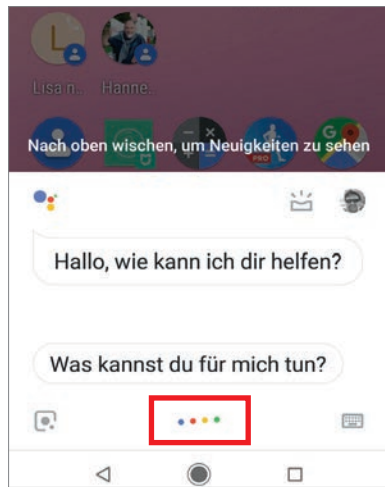 L
Lisa n... Hanne.
PRO
G
Nach oben wischen, um Neuigkeiten zu sehen
Hallo, wie kann ich dir helfen?
Was kannst du für mich tun?